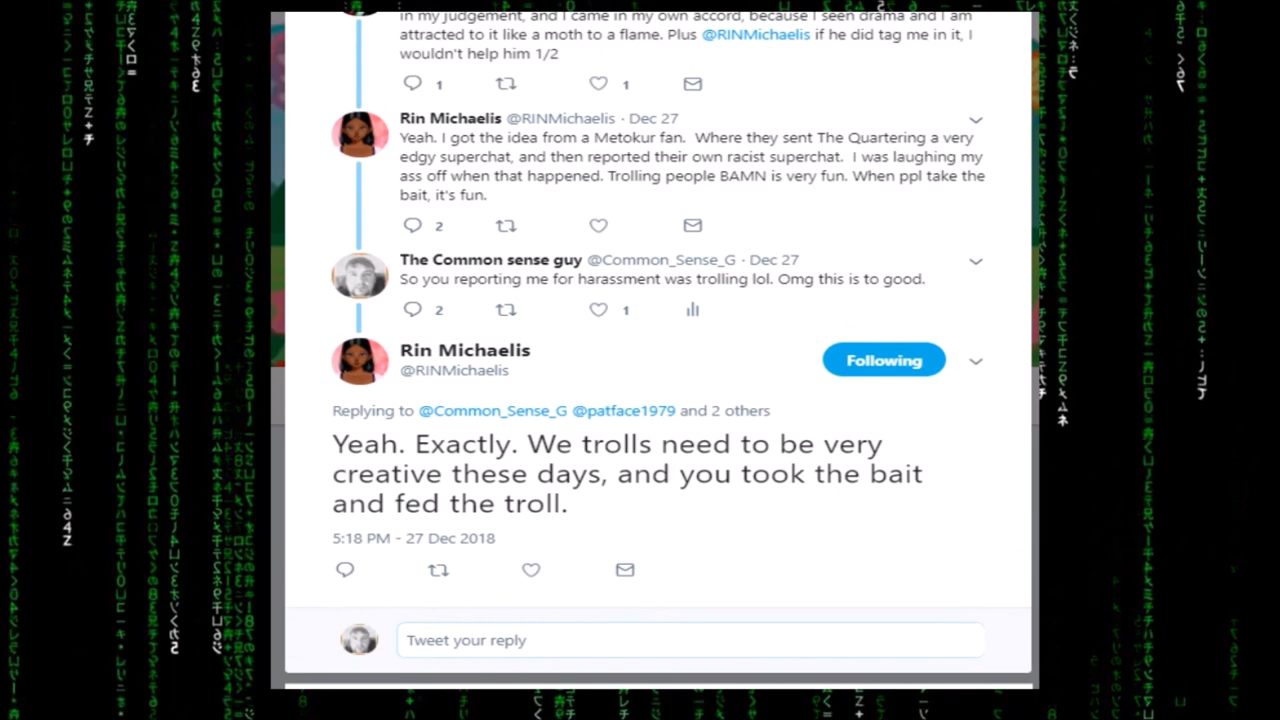 in my judgement, and I came in my own accord, because I seen drama and I am
attracted to it like a moth to a flame. Plus @RINMichaelis if he did tag me in it, I
wouldn't help him 1/2
1 1
Rin Michaelis @RINMichaelis · Dec 27
Yeah. I got the idea from a Metokur fan. Where they sent The Quartering a very
edgy superchat, and then reported their own racist superchat. I was laughing my
ass off when that happened. Trolling people BAMN is very fun. When ppl take the
bait, it's fun.
2
The Common sense guy @Common_Sense_G · Dec 27
So you reporting me for harassment was trolling lol. Omg this is to good.
2 1
Rin Michaelis
@RINMichaelis
Following
Replying to @Common_Sense_G @patface1979 and 2 others
Yeah. Exactly. We trolls need to be very
creative these days, and you took the bait
and fed the troll.
5:18 PM - 27 Dec 2018
Tweet your reply